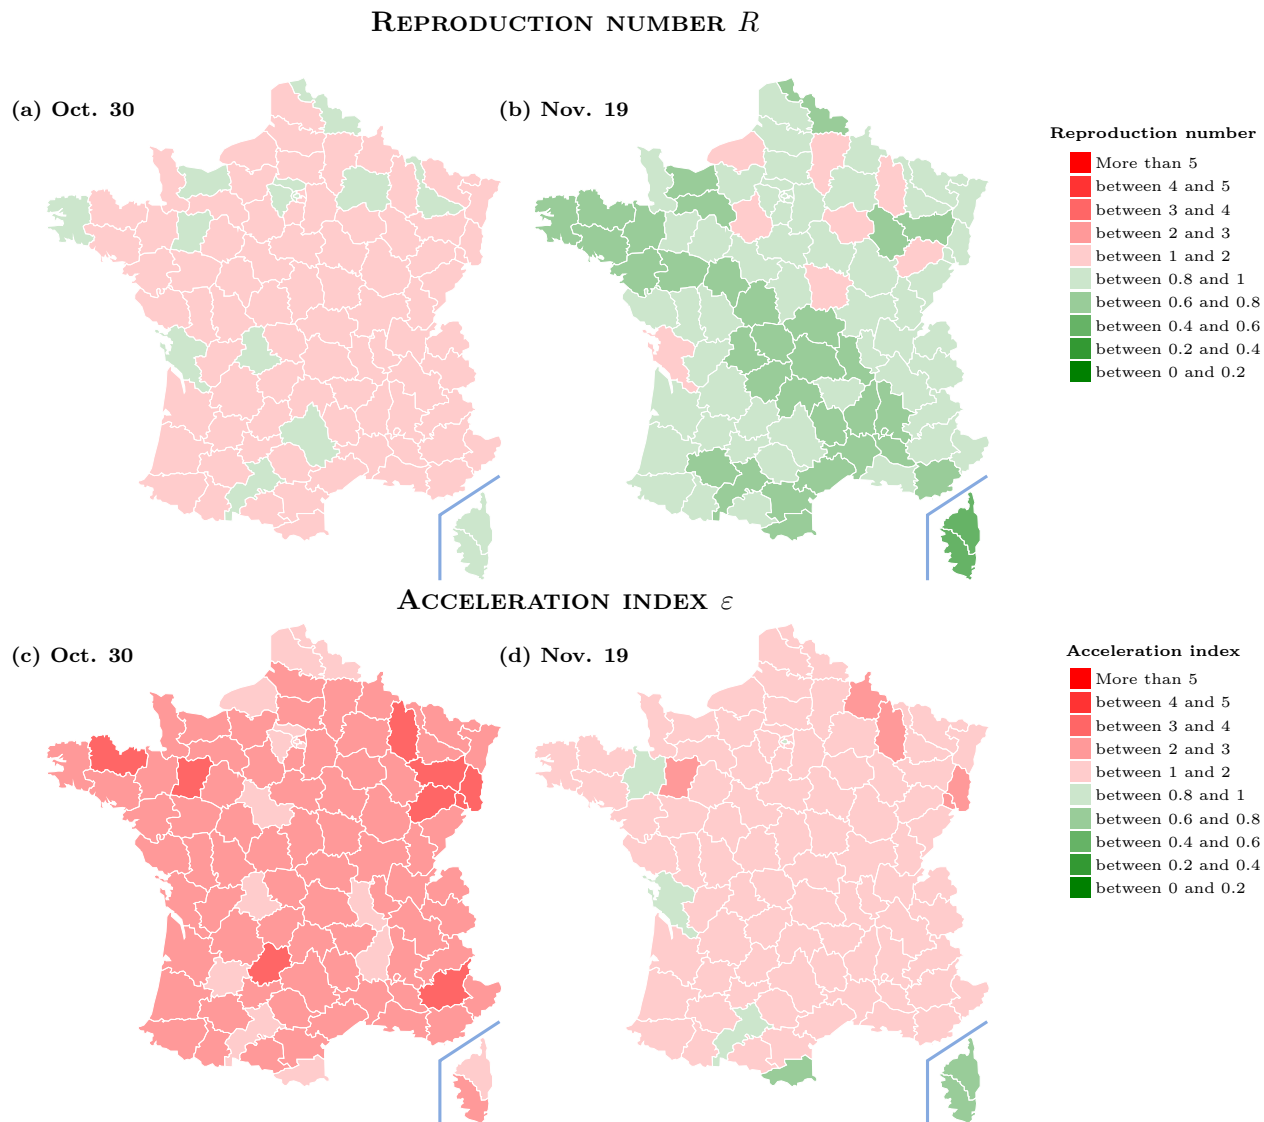 REPRODUCTION NUMBER R
(a) Oct. 30
(b) Nov. 19
Reproduction number
More than 5
between 4 and 5
between 3 and 4
between 2 and 3
between 1 and 2
between 0.8 and 1
between 0.6 and 0.8
between 0.4 and 0.6
between 0.2 and 0.4
between 0 and 0.2
ACCELERATION INDEX ε
(c) Oct. 30
(d) Nov. 19
Acceleration index
More than 5
between 4 and 5
between 3 and 4
between 2 and 3
between 1 and 2
between 0.8 and 1
between 0.6 and 0.8
between 0.4 and 0.6
between 0.2 and 0.4
between 0 and 0.2